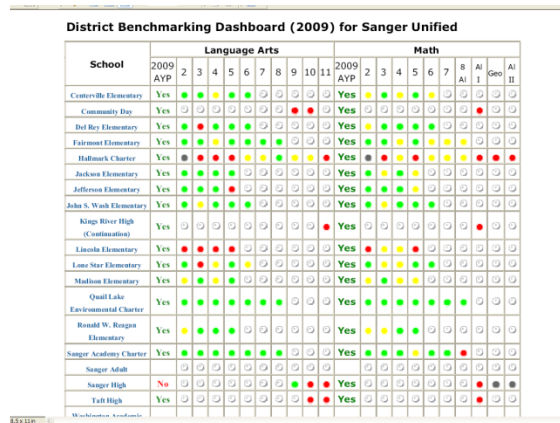 District Benchmarking Dashboard (2009) for Sanger Unified
School Language Arts Math
2009 AYP 2 3 4 5 6 7 8 9 10 11 2009 AYP 2 3 4 5 6 7 8 Al Al I Geo Al II
Centerville Elementary Yes Yes
Community Day Yes Yes
Del Rey Elementary Yes Yes
Fairmont Elementary Yes Yes
Hallmark Charter Yes Yes
Jackson Elementary Yes Yes
Jefferson Elementary Yes Yes
John S. Wash Elementary Yes Yes
Kings River High
(Continuation) Yes Yes
Lincoln Elementary Yes Yes
Lone Star Elementary Yes Yes
Madison Elementary Yes Yes
Quail Lake
Environmental Charter Yes Yes
Ronald W. Reagan
Elementary Yes Yes
Sanger Academy Charter Yes Yes
Sanger Adult
Sanger High No Yes
Taft High Yes Yes
Washington Academic
8.5 x 11 in